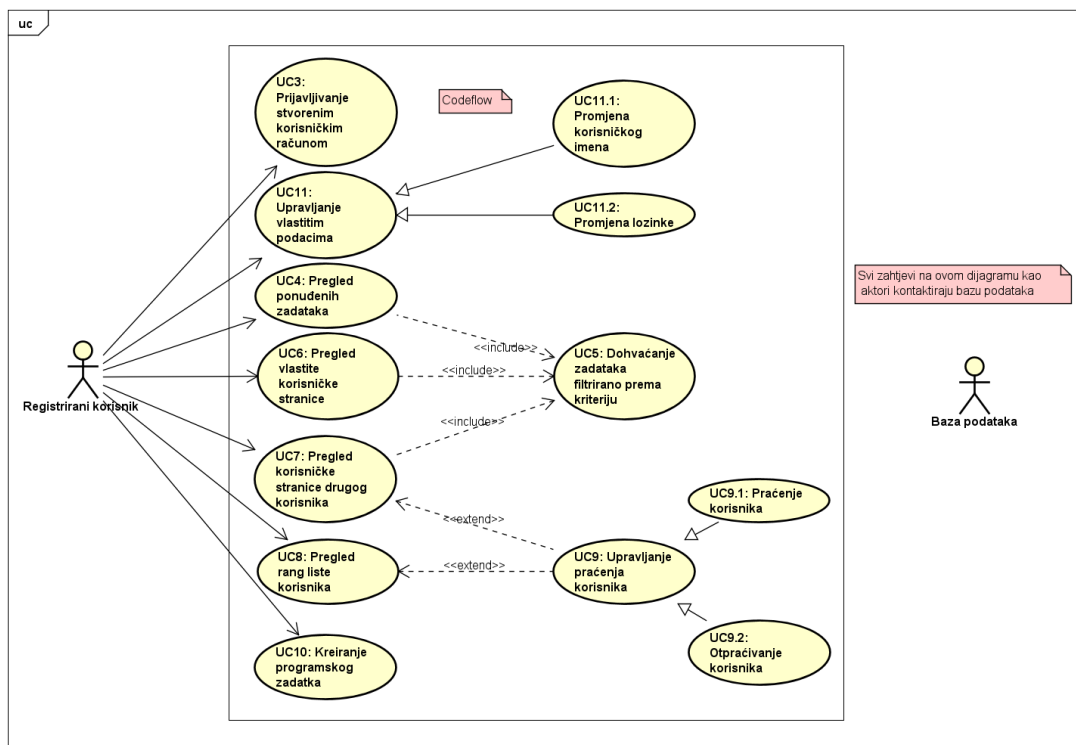 uc
UC3:
Prijavljivanje
stvorenim
korisničkim
računom
Codeflow
UC11.1:
Promjena
korisničkog
imena
UC11:
Upravljanje
vlastitim
podacima
UC11.2:
Promjena lozinke
Svi zahtjevi na ovom dijagramu kao
aktori kontaktiraju bazu podataka
UC4: Pregled
ponuđenih
zadataka
<<include>>
UC6: Pregled
vlastite
korisničke
stranice
<<include>>
UC5: Dohvaćanje
zadataka
filtrirano prema
kriteriju
Registrirani korisnik
<<include>>
Baza podataka
UC7: Pregled
korisničke
stranice drugog
korisnika
<<extend>>
UC9.1: Praćenje
korisnika
UC8: Pregled
rang liste
korisnika
<<extend>>
UC9: Upravljanje
praćenja
korisnika
UC10: Kreiranje
programskog
zadatka
UC9.2:
Otpraćivanje
korisnika